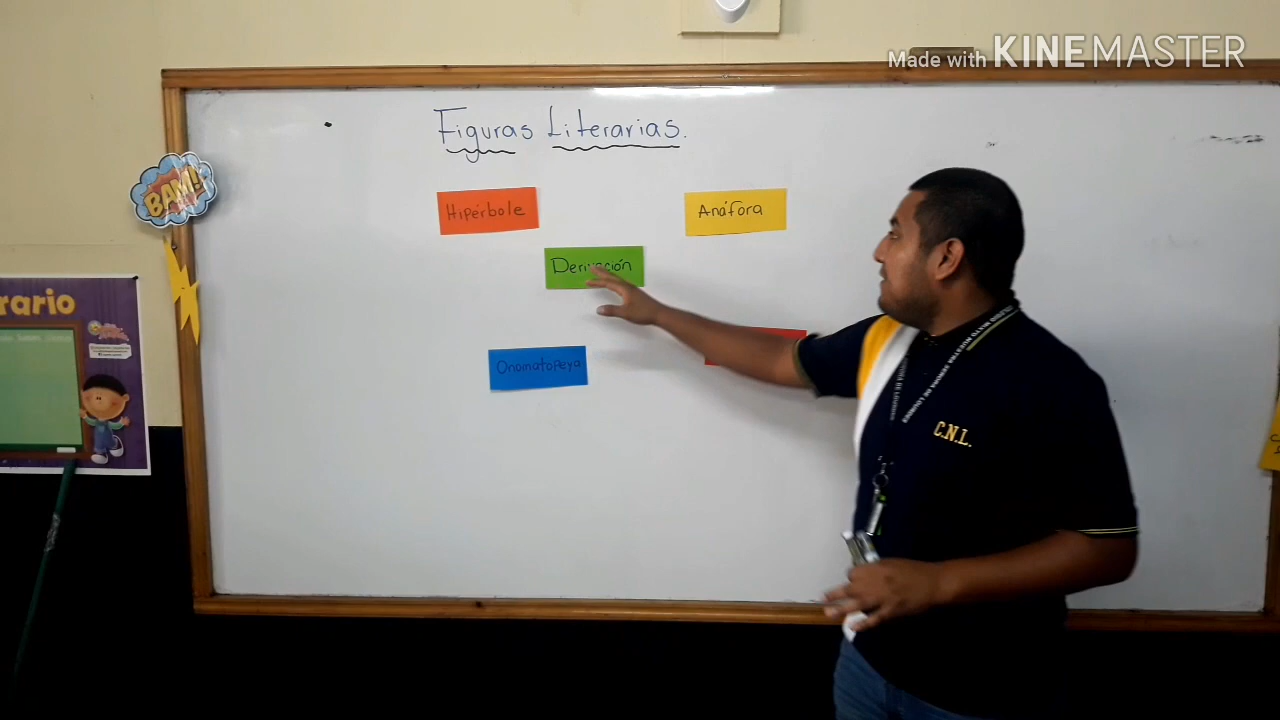 Made with KINEMASTER
Figuras Literarias.
BAM!
Hipérbole
Anáfora
Derivación
rario
Onomatopeya
C.N.L.